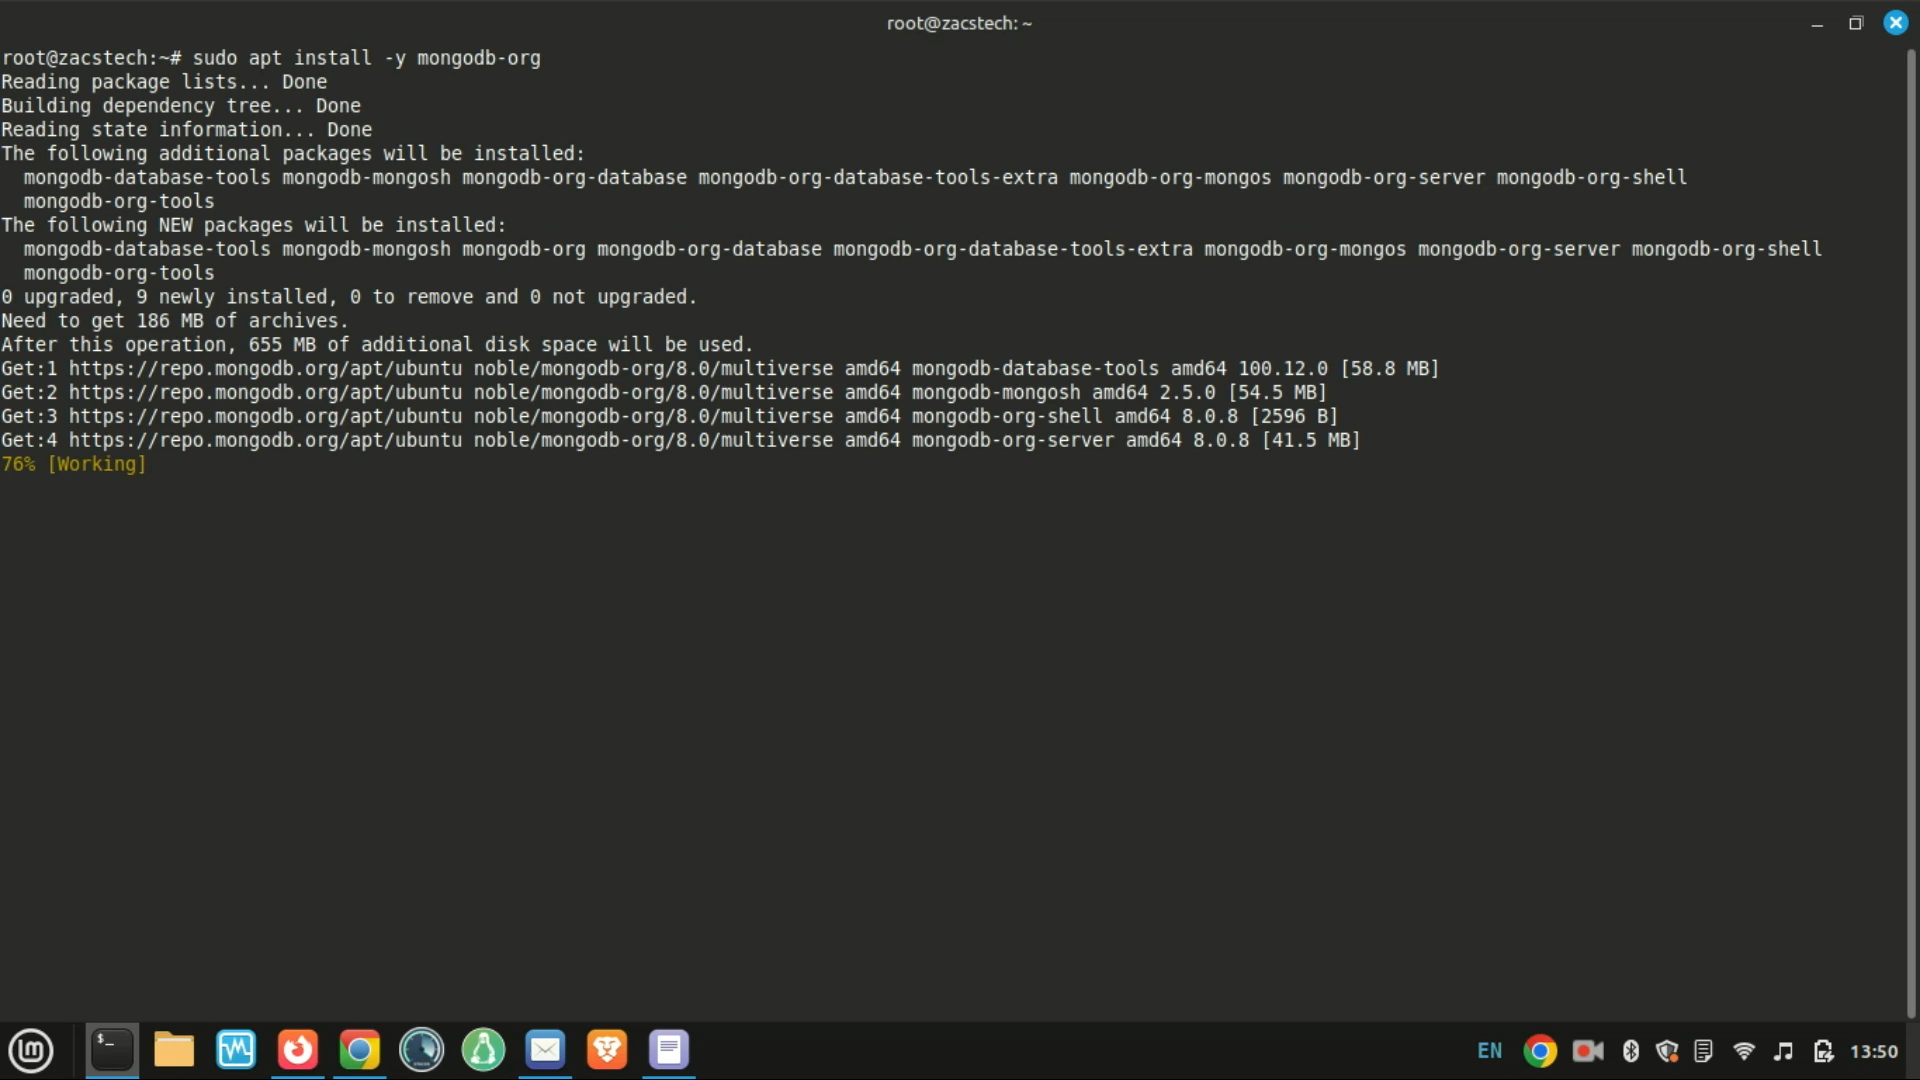 root@zacstech: ~
root@zacstech:~# sudo apt install -y mongodb-org
Reading package lists... Done
Building dependency tree... Done
Reading state information... Done
The following additional packages will be installed:
  mongodb-database-tools mongodb-mongosh mongodb-org-database mongodb-org-database-tools-extra mongodb-org-mongos mongodb-org-server mongodb-org-shell
  mongodb-org-tools
The following NEW packages will be installed:
  mongodb-database-tools mongodb-mongosh mongodb-org mongodb-org-database mongodb-org-database-tools-extra mongodb-org-mongos mongodb-org-server mongodb-org-shell
  mongodb-org-tools
0 upgraded, 9 newly installed, 0 to remove and 0 not upgraded.
Need to get 186 MB of archives.
After this operation, 655 MB of additional disk space will be used.
Get:1 https://repo.mongodb.org/apt/ubuntu noble/mongodb-org/8.0/multiverse amd64 mongodb-database-tools amd64 100.12.0 [58.8 MB]
Get:2 https://repo.mongodb.org/apt/ubuntu noble/mongodb-org/8.0/multiverse amd64 mongodb-mongosh amd64 2.5.0 [54.5 MB]
Get:3 https://repo.mongodb.org/apt/ubuntu noble/mongodb-org/8.0/multiverse amd64 mongodb-org-shell amd64 8.0.8 [2596 B]
Get:4 https://repo.mongodb.org/apt/ubuntu noble/mongodb-org/8.0/multiverse amd64 mongodb-org-server amd64 8.0.8 [41.5 MB]
76% [Working]
$_
EN
13:50